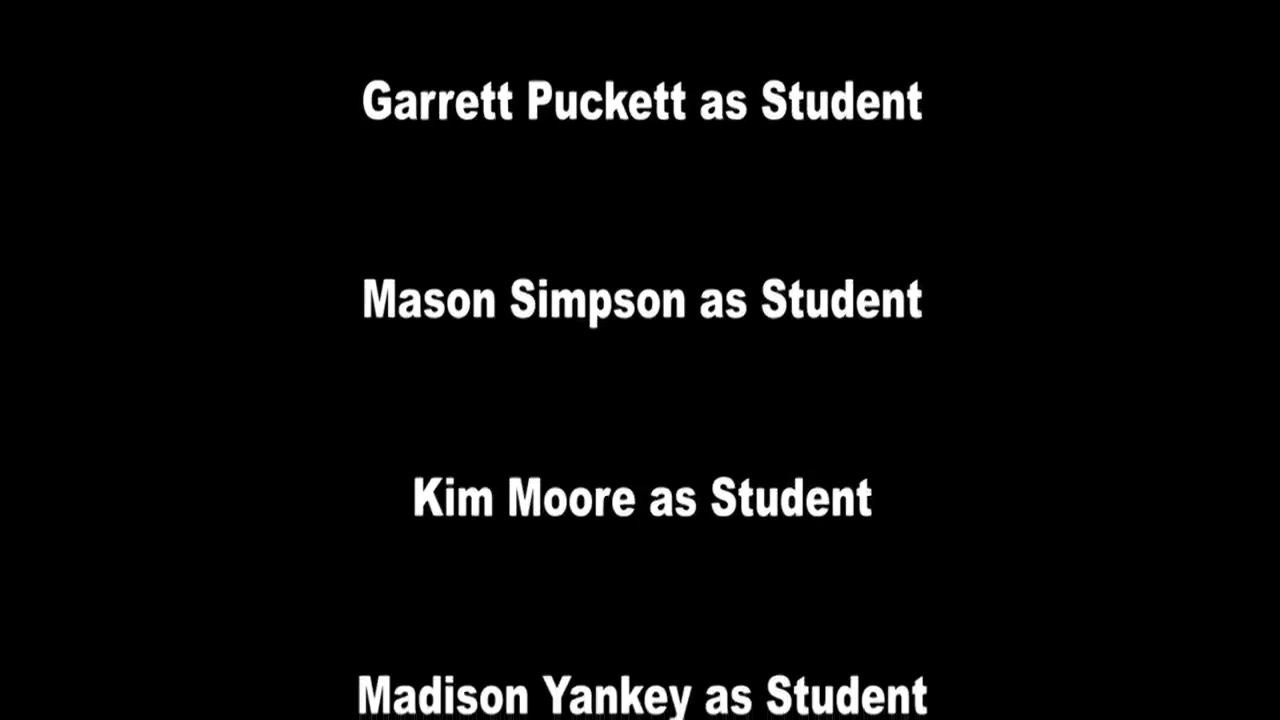 Garrett Puckett as Student
Mason Simpson as Student
Kim Moore as Student
Madison Yankey as Student